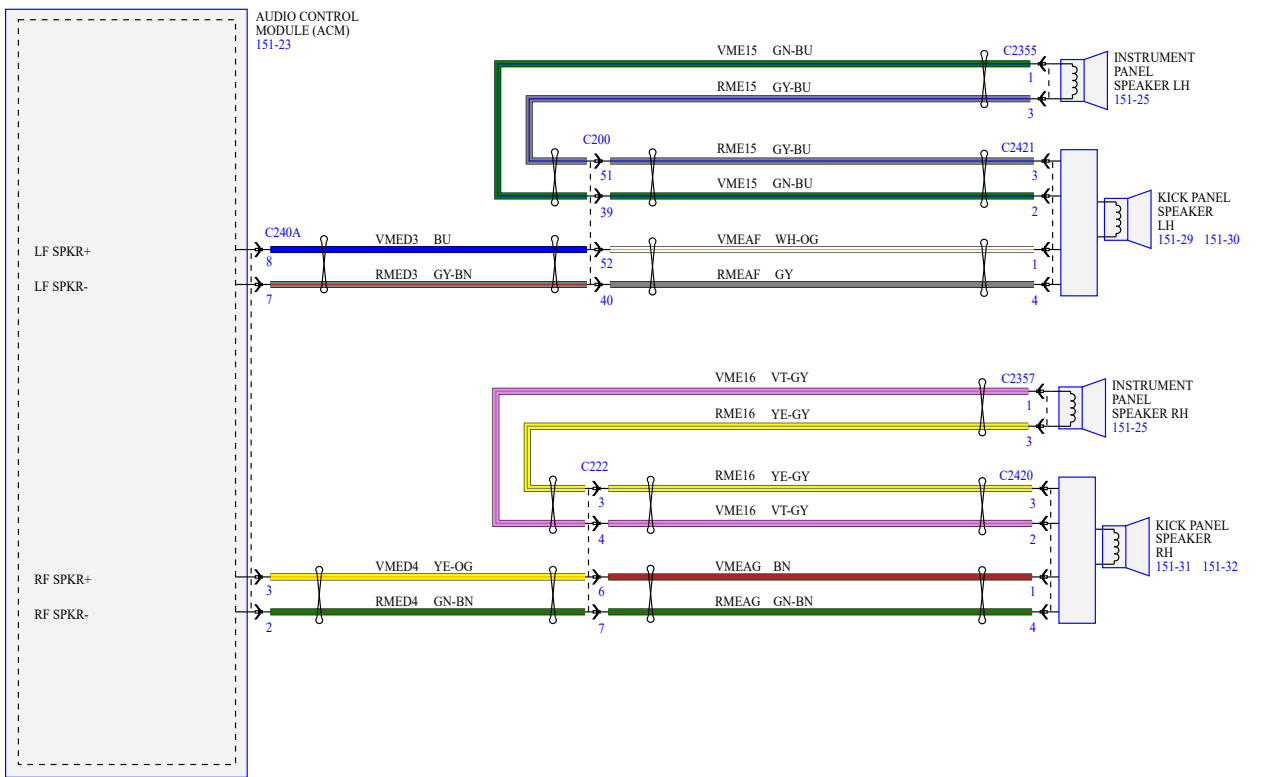 AUDIO CONTROL
MODULE (ACM)
151-23
VME15 GN-BU
C2355
1
INSTRUMENT
PANEL
SPEAKER LH
151-25
RME15 GY-BU
3
C200
RME15 GY-BU
C2421
51
3
VME15 GN-BU
39
2
KICK PANEL
SPEAKER
LH
151-29 151-30
LF SPKR+
C240A
8
VMED3 BU
52
VMEAF WH-OG
1
LF SPKR-
7
RMED3 GY-BN
40
RMEAF GY
4
VME16 VT-GY
C2357
1
INSTRUMENT
PANEL
SPEAKER RH
151-25
RME16 YE-GY
3
C222
RME16 YE-GY
C2420
3
3
VME16 VT-GY
4
2
KICK PANEL
SPEAKER
RH
151-31 151-32
RF SPKR+
3
VMED4 YE-OG
6
VMEAG BN
1
RF SPKR-
2
RMED4 GN-BN
7
RMEAG GN-BN
4